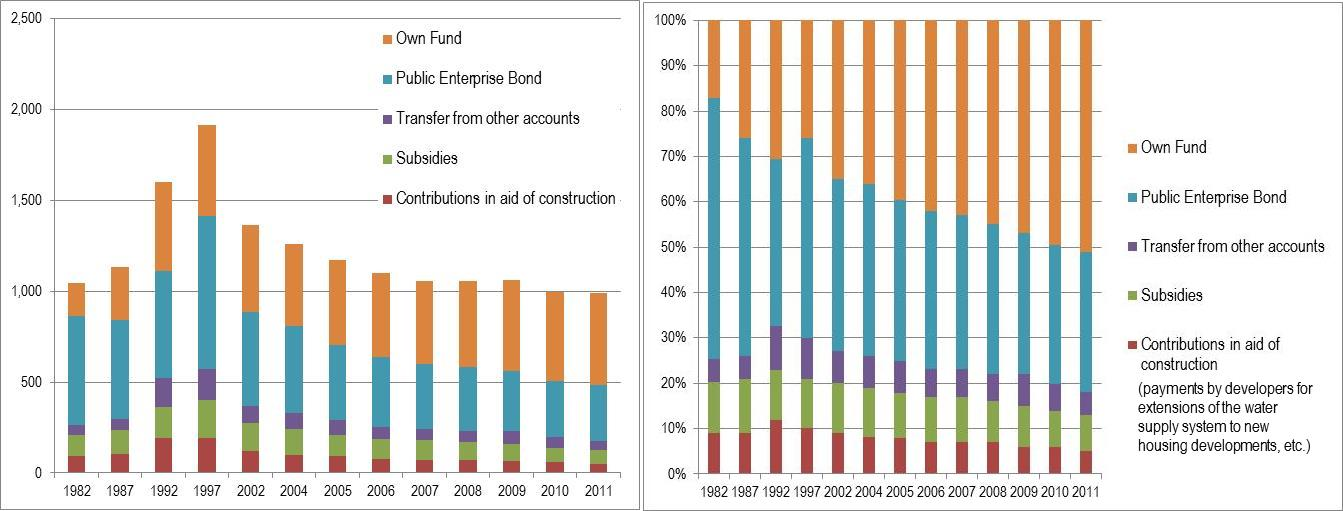 2,500
2,000
1,500
1,000
500
0
Own Fund
Public Enterprise Bond
Transfer from other accounts
Subsidies
Contributions in aid of construction
1982 1987 1992 1997 2002 2004 2005 2006 2007 2008 2009 2010 2011
100%
90%
80%
70%
60%
50%
40%
30%
20%
10%
0%
1982 1987 1992 1997 2002 2004 2005 2006 2007 2008 2009 2010 2011
Own Fund
Public Enterprise Bond
Transfer from other accounts
Subsidies
Contributions in aid of
construction
(payments by developers for
extensions of the water
supply system to new
housing developments, etc.)